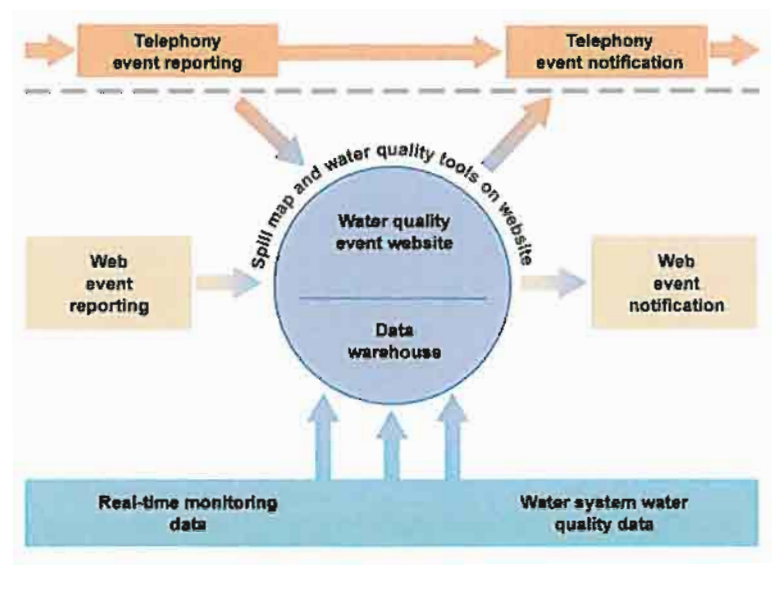 Telephony
event reporting
Telephony
event notification
Spill map and water quality tools on website
Water quality
event website
Web
event
reporting
Web
event
notification
Data
warehouse
Real-time monitoring
data
Water system water
quality data